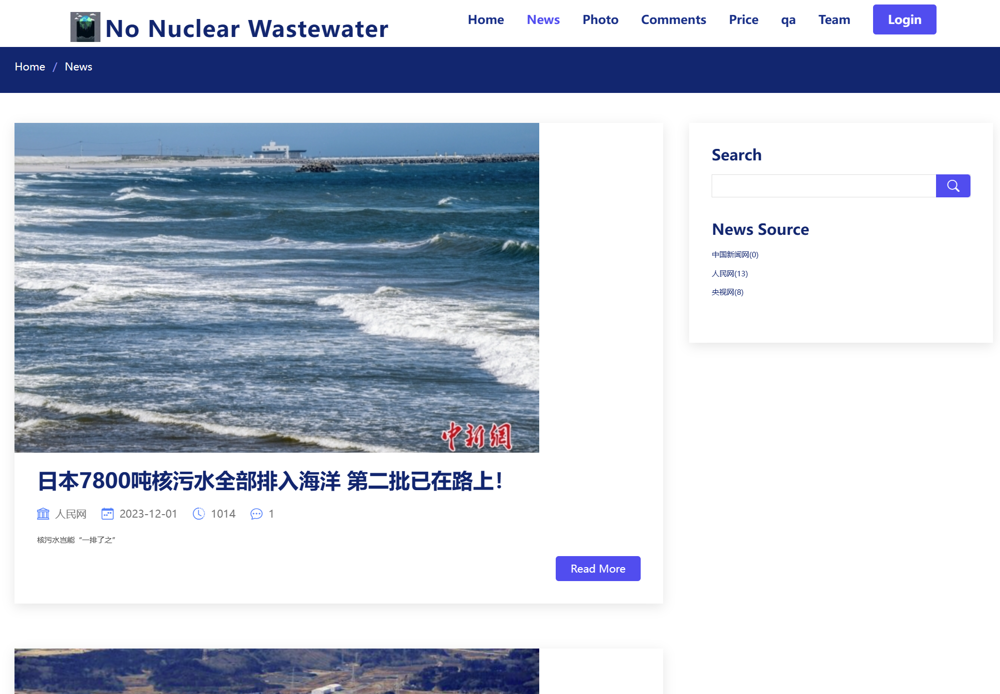 No Nuclear Wastewater
Home News Photo Comments Price qa Team Login
Home / News
Search
News Source
中国新闻网(0)
人民网(13)
央视网(8)
中新網
日本7800吨核污水全部排入海洋 第二批已在路上！
人民网 2023-12-01 1014 1
核污水岂能“一排了之”
Read More